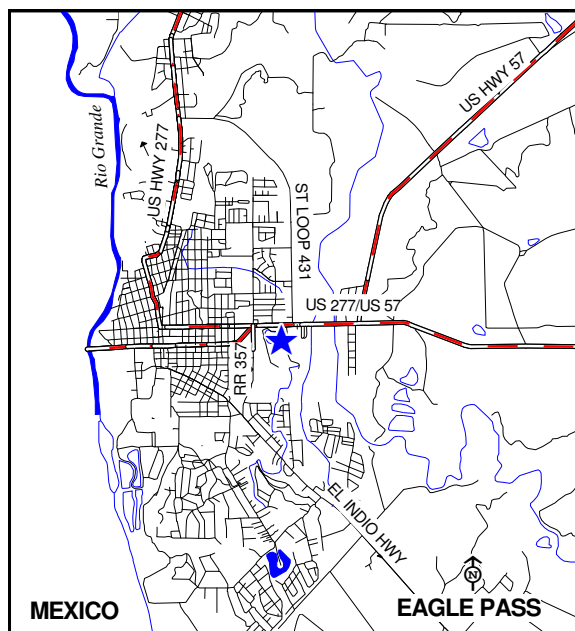 US HWY 57
Rio Grande
US HWY 277
ST LOOP 431
US 277/US 57
RR 357
EL INDIO HWY
N
MEXICO
EAGLE PASS